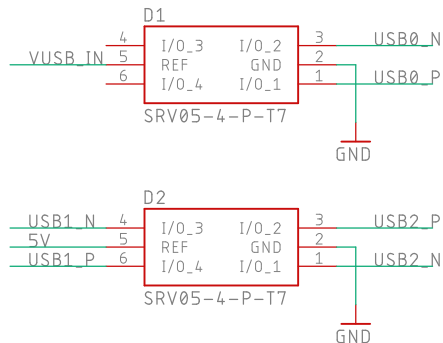 D1
4 I/O_3 I/O_2 3 USB0_N
VUSB_IN 5 REF GND 2
6 I/O_4 I/O_1 1 USB0_P
SRV05-4-P-T7
GND
D2
USB1_N 4 I/O_3 I/O_2 3 USB2_P
5V 5 REF GND 2
USB1_P 6 I/O_4 I/O_1 1 USB2_N
SRV05-4-P-T7
GND